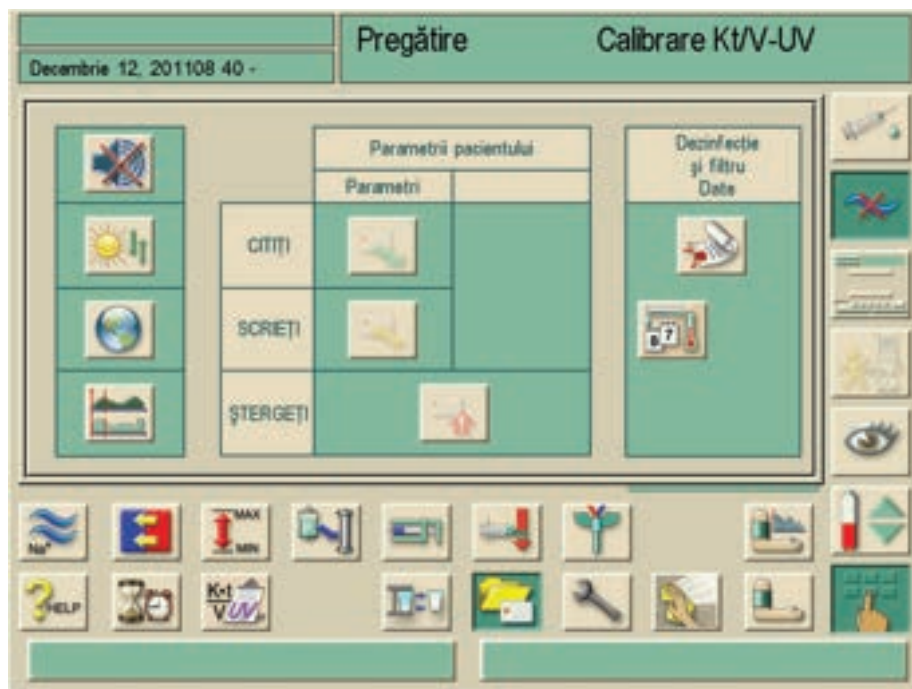 Pregătire Calibrare Kt/V-UV
Decembrie 12, 201108 40 -
Parametrii pacientului
Dezinfecție
și filtru
Date
Parametri
CITIȚI
SCRIEȚI
ȘTERGEȚI
Na+
MAX
MIN
?HELP
K•t
V UV